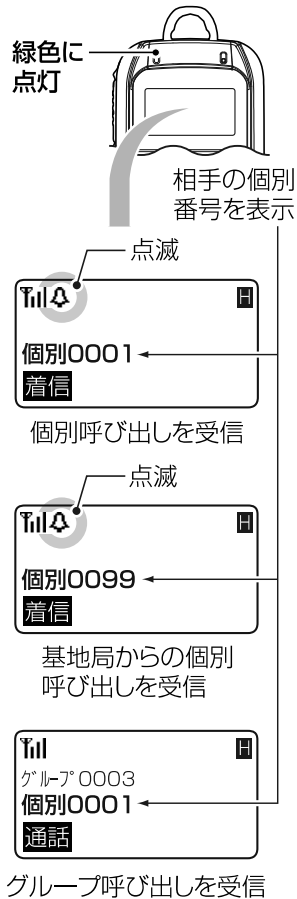 緑色に
点灯
相手の個別
番号を表示
点滅
H
個別0001
着信
個別呼び出しを受信
点滅
H
個別0099
着信
基地局からの個別
呼び出しを受信
H
ｸﾞﾙｰﾌﾟ0003
個別0001
通話
グループ呼び出しを受信